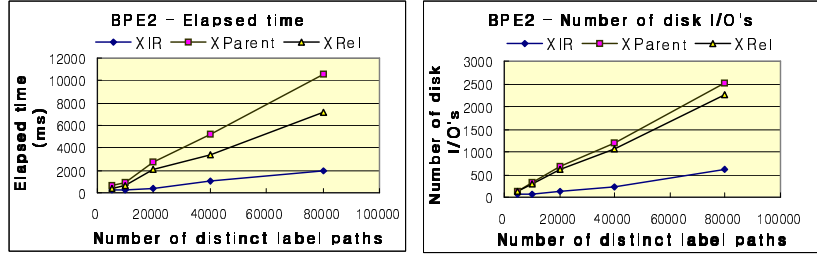 BPE2 - Elapsed time
XIR XParent XRel
Elapsed time (ms)
12000
10000
8000
6000
4000
2000
0
0 20000 40000 60000 80000 100000
Number of distinct label paths
BPE2 - Number of disk I/O's
XIR XParent XRel
Number of disk I/O's
3000
2500
2000
1500
1000
500
0
0 20000 40000 60000 80000 100000
Number of distinct label paths